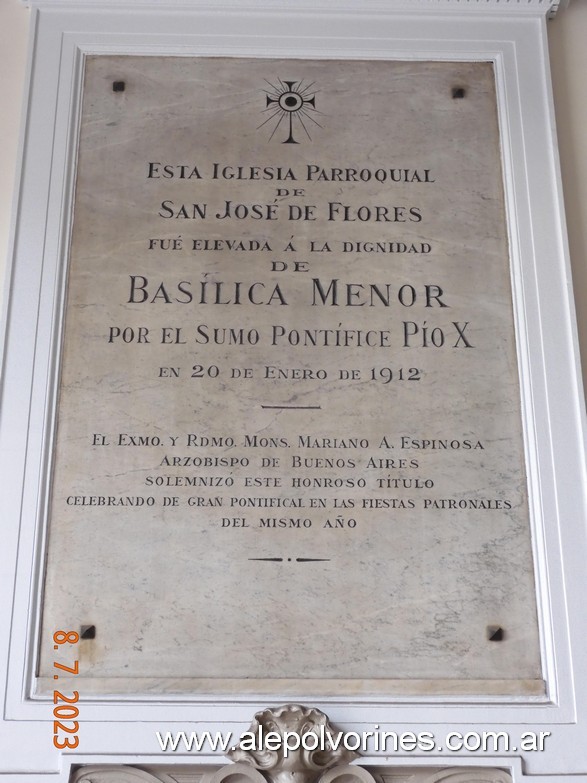 ESTA IGLESIA PARROQUIAL
DE
SAN JOSÉ DE FLORES
FUÉ ELEVADA Á LA DIGNIDAD
DE
BASÍLICA MENOR
POR EL SUMO PONTÍFICE PÍO X
EN 20 DE ENERO DE 1912
EL EXMO. Y RDMO. MONS. MARIANO A. ESPINOSA
ARZOBISPO DE BUENOS AIRES
SOLEMNIZO ESTE HONROSO TÍTULO
CELEBRANDO DE GRAN PONTIFICAL EN LAS FIESTAS PATRONALES
DEL MISMO AÑO
8. 7. 2023
www.alepolvorines.com.ar